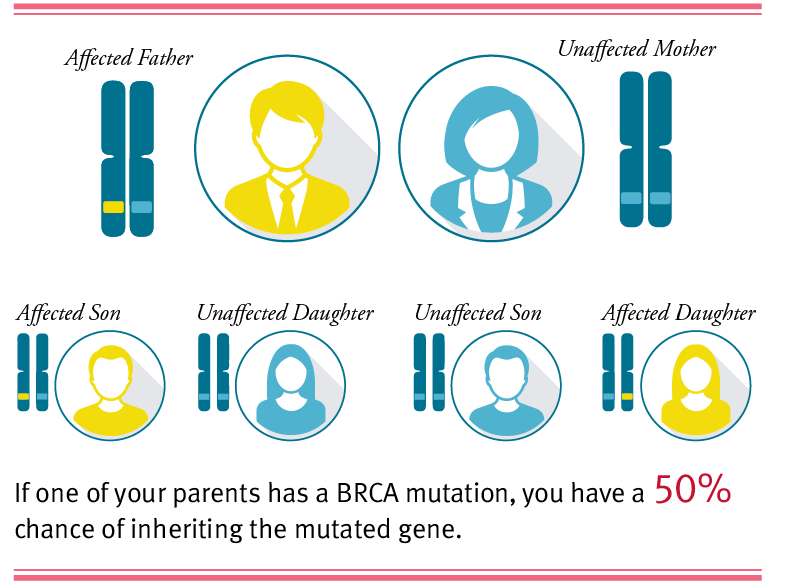 Affected Father
Unaffected Mother
Affected Son
Unaffected Daughter
Unaffected Son
Affected Daughter
If one of your parents has a BRCA mutation, you have a 50%
chance of inheriting the mutated gene.